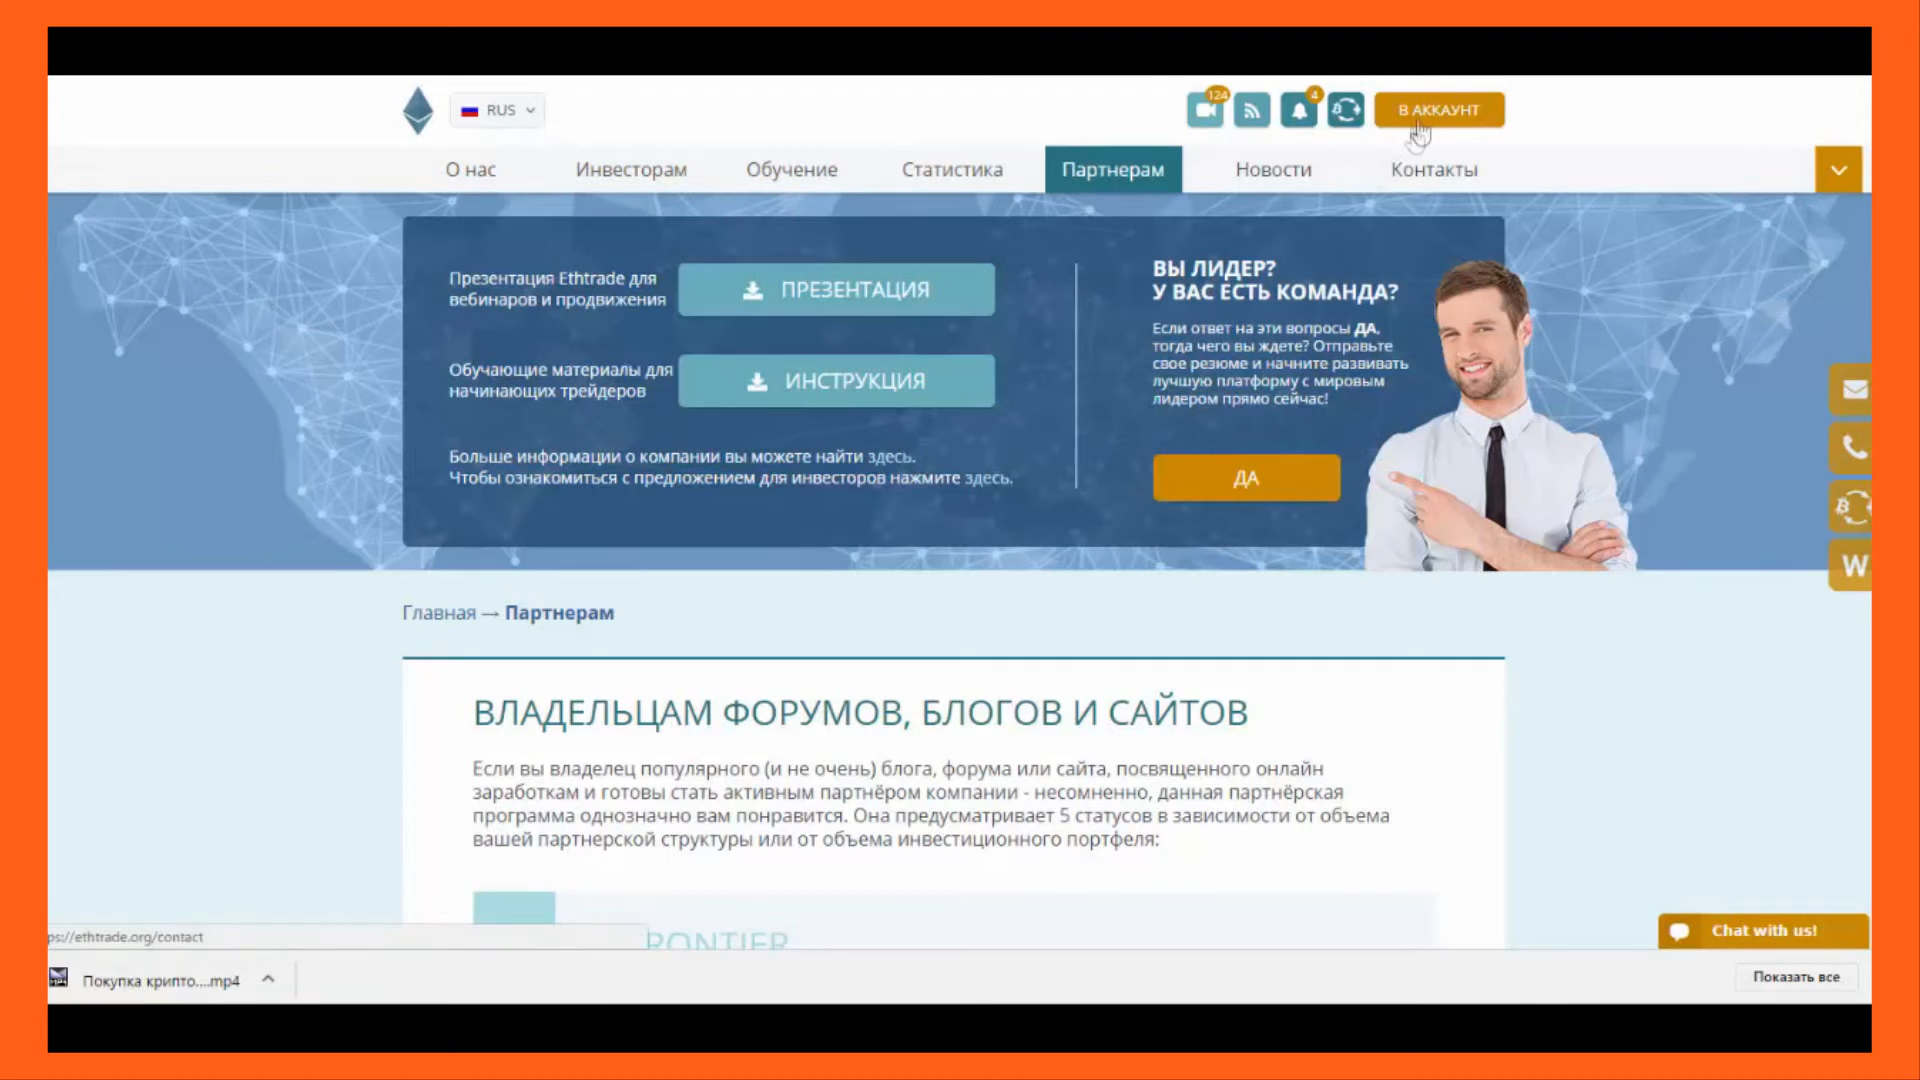 RUS
124
4
В АККАУНТ
О нас
Инвесторам
Обучение
Статистика
Партнерам
Новости
Контакты
Презентация Ethtrade для
вебинаров и продвижения
ПРЕЗЕНТАЦИЯ
Обучающие материалы для
начинающих трейдеров
ИНСТРУКЦИЯ
Больше информации о компании вы можете найти здесь.
Чтобы ознакомиться с предложением для инвесторов нажмите здесь.
ВЫ ЛИДЕР?
У ВАС ЕСТЬ КОМАНДА?
Если ответ на эти вопросы ДА,
тогда чего вы ждете? Отправьте
свое резюме и начните развивать
лучшую платформу с мировым
лидером прямо сейчас!
ДА
W
Главная → Партнерам
ВЛАДЕЛЬЦАМ ФОРУМОВ, БЛОГОВ И САЙТОВ
Если вы владелец популярного (и не очень) блога, форума или сайта, посвященного онлайн
заработкам и готовы стать активным партнёром компании - несомненно, данная партнёрская
программа однозначно вам понравится. Она предусматривает 5 статусов в зависимости от объема
вашей партнерской структуры или от объема инвестиционного портфеля:
RONTIER
ps://ethtrade.org/contact
Chat with us!
Покупка крипто....mp4
Показать все